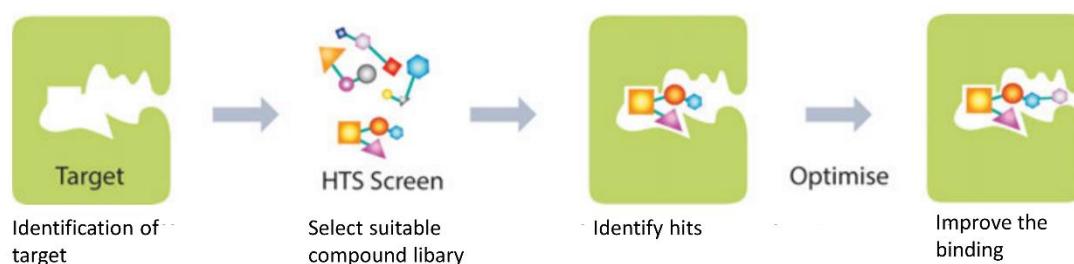 Target
HTS Screen
Optimise
Identification of
target
Select suitable
compound libary
Identify hits
Improve the
binding